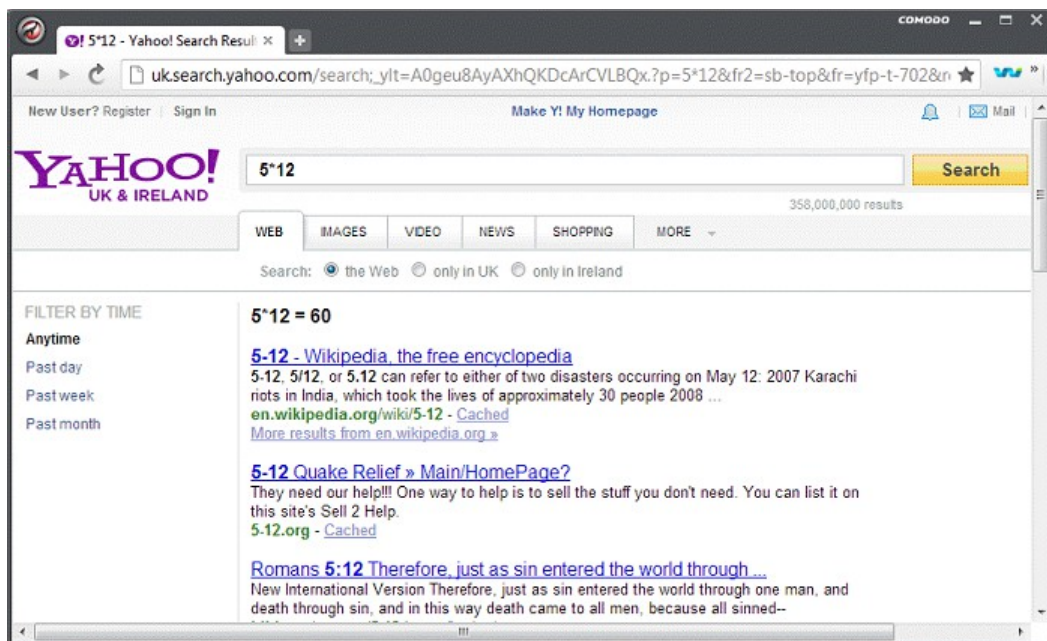 COMODO
Y! 5*12 - Yahoo! Search Resul
uk.search.yahoo.com/search;_ylt=A0geu8AyAXhQKDcArCVLBQx.?p=5*12&fr2=sb-top&fr=yfp-t-702&
New User? Register Sign In Make Y! My Homepage Mail
YAHOO! 5*12 Search
UK & IRELAND
358,000,000 results
WEB IMAGES VIDEO NEWS SHOPPING MORE
Search: the Web only in UK only in Ireland
FILTER BY TIME
Anytime
Past day
Past week
Past month
5*12 = 60
5-12 - Wikipedia, the free encyclopedia
5-12, 5/12, or 5.12 can refer to either of two disasters occurring on May 12: 2007 Karachi
riots in India, which took the lives of approximately 30 people 2008 ...
en.wikipedia.org/wiki/5-12 - Cached
More results from en.wikipedia.org »
5-12 Quake Relief » Main/HomePage?
They need our help!!! One way to help is to sell the stuff you don't need. You can list it on
this site's Sell 2 Help.
5-12.org - Cached
Romans 5:12 Therefore, just as sin entered the world through ...
New International Version Therefore, just as sin entered the world through one man, and
death through sin, and in this way death came to all men, because all sinned--